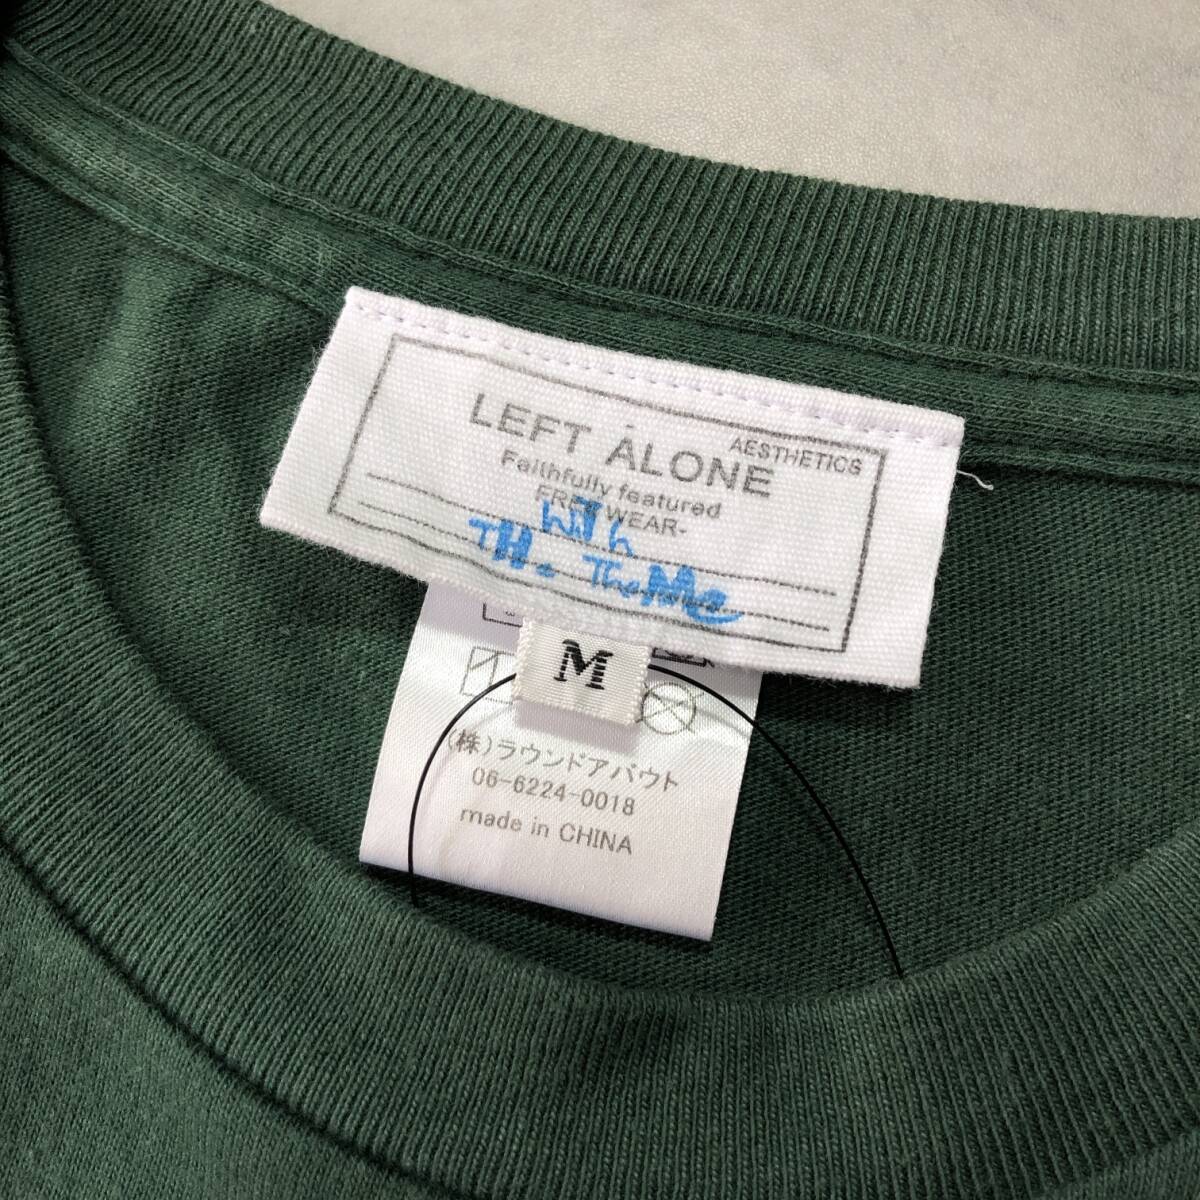 LEFT ALONE
AESTHETICS
Faithfully featured
FREE WEAR-
WiTh
TH. TheMe
M
(株)ラウンドアバウト
06-6224-0018
made in CHINA